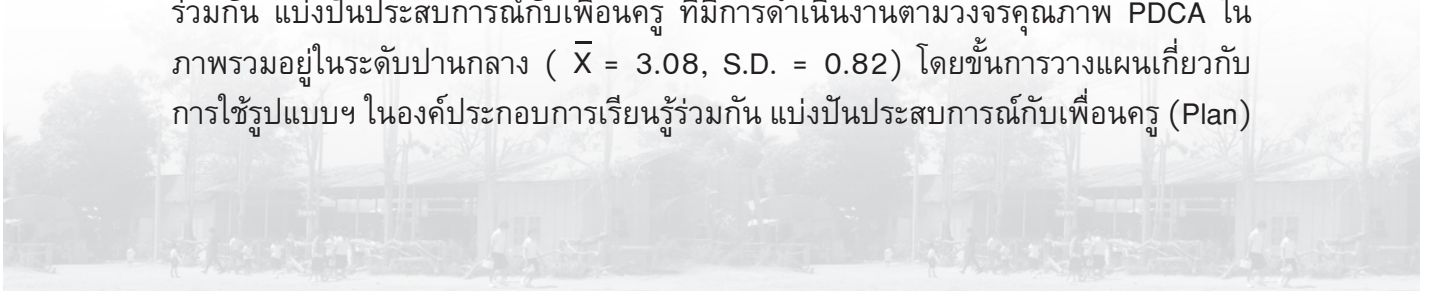 ร่วมกัน แบ่งปันประสบการณ์กับเพื่อนครู ที่มีการดำเนินงานตามวงจรคุณภาพ PDCA ใน
ภาพรวมอยู่ในระดับปานกลาง ( X̄ = 3.08, S.D. = 0.82) โดยขั้นการวางแผนเกี่ยวกับ
การใช้รูปแบบฯ ในองค์ประกอบการเรียนรู้ร่วมกัน แบ่งปันประสบการณ์กับเพื่อนครู (Plan)